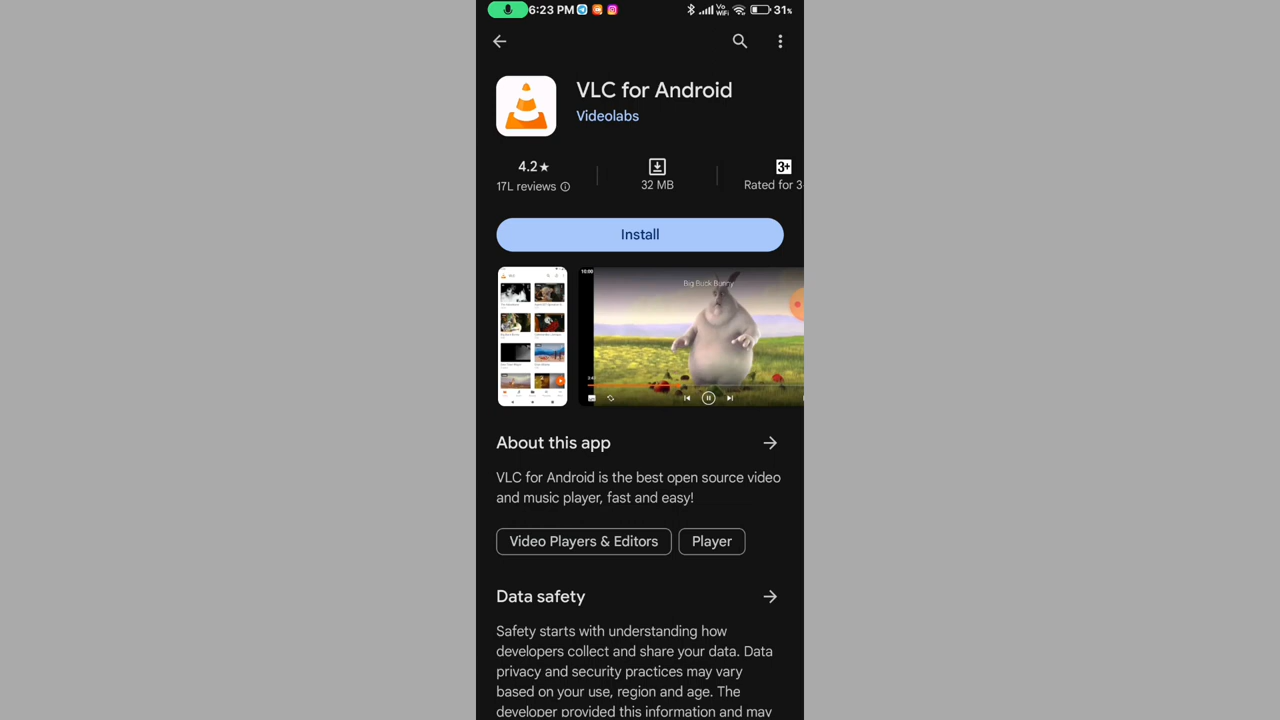 6:23 PM Vo WiFi 31%
VLC for Android
Videolabs
4.2★ 3+
17L reviews 32 MB Rated for 3
Install
10:00
Big Buck Bunny
About this app
VLC for Android is the best open source video
and music player, fast and easy!
Video Players & Editors Player
Data safety
Safety starts with understanding how
developers collect and share your data. Data
privacy and security practices may vary
based on your use, region and age. The
developer provided this information and may